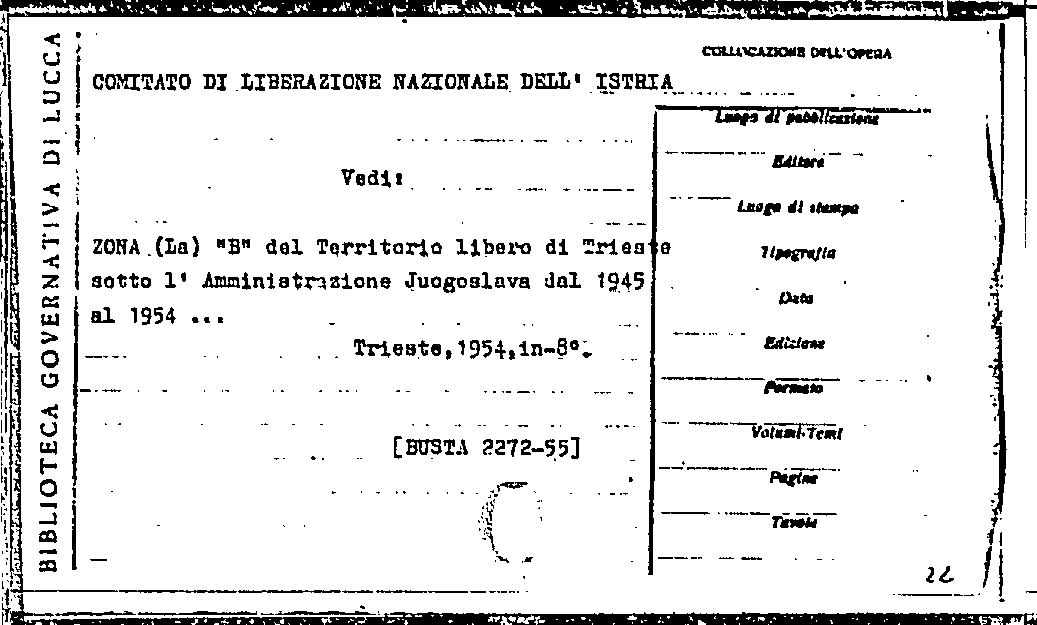 BIBLIOTECA GOVERNATIVA DI LUCCA
COLLOCAZIONE DELL'OPERA
COMITATO DI LIBERAZIONE NAZIONALE DELL' ISTRIA
Vedi:
ZONA (La) "B" del Territorio libero di Trieste
sotto l' Amministrazione Juogoslava dal 1945
al 1954 ...
Trieste,1954,in-8°.
[BUSTA 2272-55]
Luogo di pubblicazione
Editore
Luogo di stampa
Tipografia
Data
Edizione
Formato
Volumi-Tomi
Pagine
Tavole
22